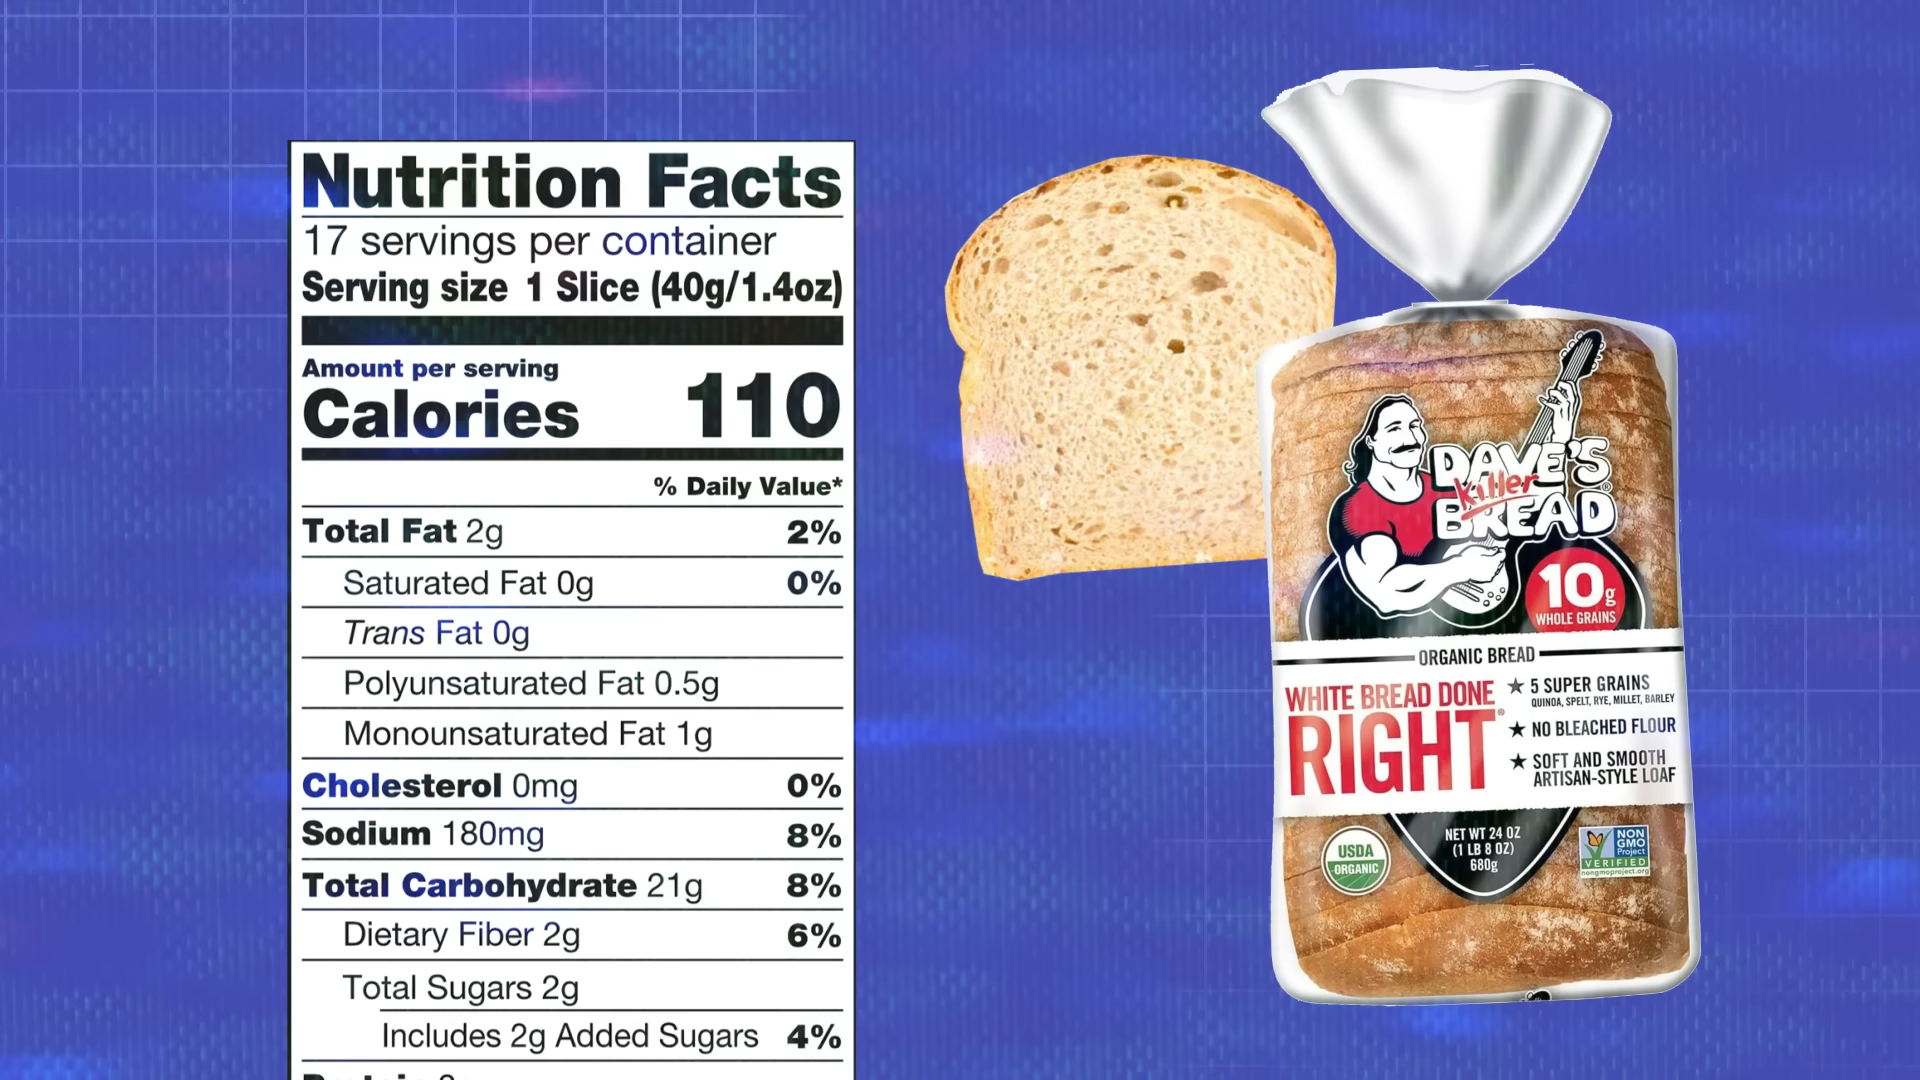 Nutrition Facts
17 servings per container
Serving size 1 Slice (40g/1.4oz)
Amount per serving
Calories 110
% Daily Value*
Total Fat 2g 2%
Saturated Fat 0g 0%
Trans Fat 0g
Polyunsaturated Fat 0.5g
Monounsaturated Fat 1g
Cholesterol 0mg 0%
Sodium 180mg 8%
Total Carbohydrate 21g 8%
Dietary Fiber 2g 6%
Total Sugars 2g
Includes 2g Added Sugars 4%
DAVE'S
Killer
BREAD®
10g
WHOLE GRAINS
ORGANIC BREAD
WHITE BREAD DONE
RIGHT®
★ 5 SUPER GRAINS
QUINOA, SPELT, RYE, MILLET, BARLEY
★ NO BLEACHED FLOUR
★ SOFT AND SMOOTH
ARTISAN-STYLE LOAF
NET WT 24 OZ
(1 LB 8 OZ)
680g
USDA
ORGANIC
NON
GMO
Project
VERIFIED
nongmoproject.org